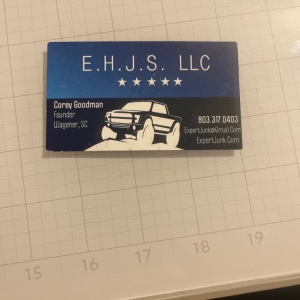 E.H.J.S. LLC
Corey Goodman
Founder
Wagener, SC
803.317.0403
ExpertJunk@Gmail.Com
ExpertJunk.Com
15 16 17 18 19